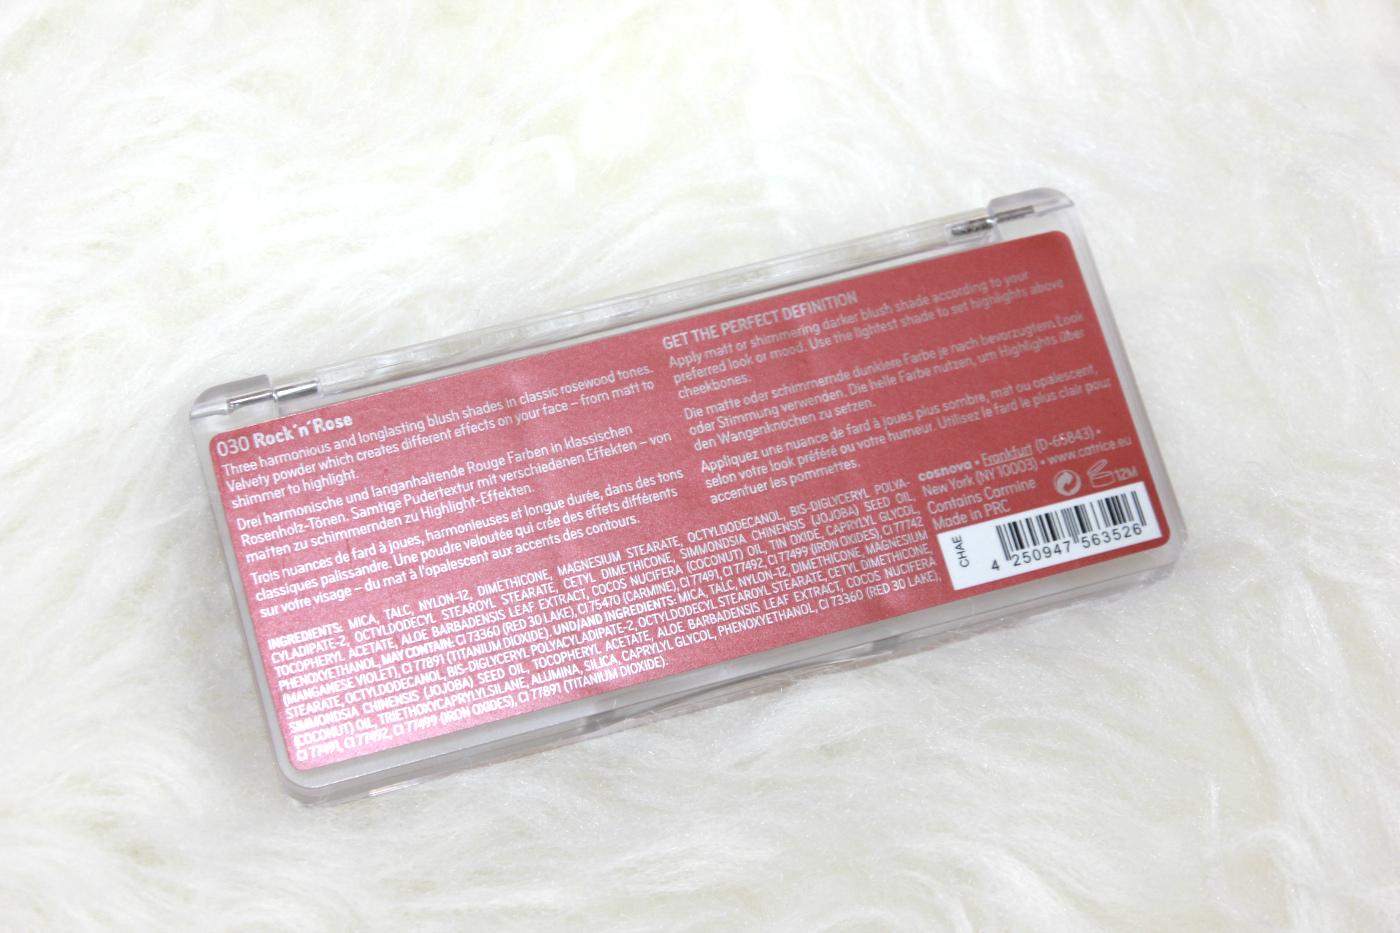 030 Rock'n'Rose
Three harmonious and longlasting blush shades in classic rosewood tones.
Velvety powder which creates different effects on your face – from matt to
shimmer to highlight.
Drei harmonische und langanhaltende Rouge Farben in klassischen
Rosenholz-Tönen. Samtige Pudertextur mit verschiedenen Effekten – von
matten zu schimmernden zu Highlight-Effekten.
Trois nuances de fard à joues, harmonieuses et longue durée, dans des tons
classiques palissandre. Une poudre veloutée qui crée des effets différents
sur votre visage – du mat à l'opalescent aux accents des contours.
GET THE PERFECT DEFINITION
Apply matt or shimmering darker blush shade according to your
preferred look or mood. Use the lightest shade to set highlights above
cheekbones.
Die matte oder schimmernde dunklere Farbe je nach bevorzugtem Look
oder Stimmung verwenden. Die helle Farbe nutzen, um Highlights über
den Wangenknochen zu setzen.
Appliquez une nuance de fard à joues plus sombre, mat ou opalescent,
selon votre look préféré ou votre humeur. Utilisez le fard le plus clair pour
accentuer les pommettes.
INGREDIENTS: MICA, TALC, NYLON-12, DIMETHICONE, MAGNESIUM STEARATE, OCTYLDODECANOL, BIS-DIGLYCERYL POLYA-
CYLADIPATE-2, OCTYLDODECYL STEAROYL STEARATE, CETYL DIMETHICONE, SIMMONDSIA CHINENSIS (JOJOBA) SEED OIL,
TOCOPHERYL ACETATE, ALOE BARBADENSIS LEAF EXTRACT, COCOS NUCIFERA (COCONUT) OIL, TIN OXIDE, CAPRYLYL GLYCOL,
PHENOXYETHANOL, MAY CONTAIN: CI 73360 (RED 30 LAKE), CI 75470 (CARMINE), CI 77491, CI 77492, CI 77499 (IRON OXIDES), CI 77742
(MANGANESE VIOLET), CI 77891 (TITANIUM DIOXIDE). UND/AND INGREDIENTS: MICA, TALC, NYLON-12, DIMETHICONE, MAGNESIUM
STEARATE, OCTYLDODECANOL, BIS-DIGLYCERYL POLYACYLADIPATE-2, OCTYLDODECYL STEAROYL STEARATE, CETYL DIMETHICONE,
SIMMONDSIA CHINENSIS (JOJOBA) SEED OIL, TOCOPHERYL ACETATE, ALOE BARBADENSIS LEAF EXTRACT, COCOS NUCIFERA
(COCONUT) OIL, TRIETHOXYCAPRYLYLSILANE, ALUMINA, SILICA, CAPRYLYL GLYCOL, PHENOXYETHANOL, CI 73360 (RED 30 LAKE),
CI 77491, CI 77492, CI 77499 (IRON OXIDES), CI 77891 (TITANIUM DIOXIDE).
cosnova • Frankfurt (D-65843) •
New York (NY 10003) • www.catrice.eu
Contains Carmine
Made in PRC
12M
CHAE
4 250947 563526